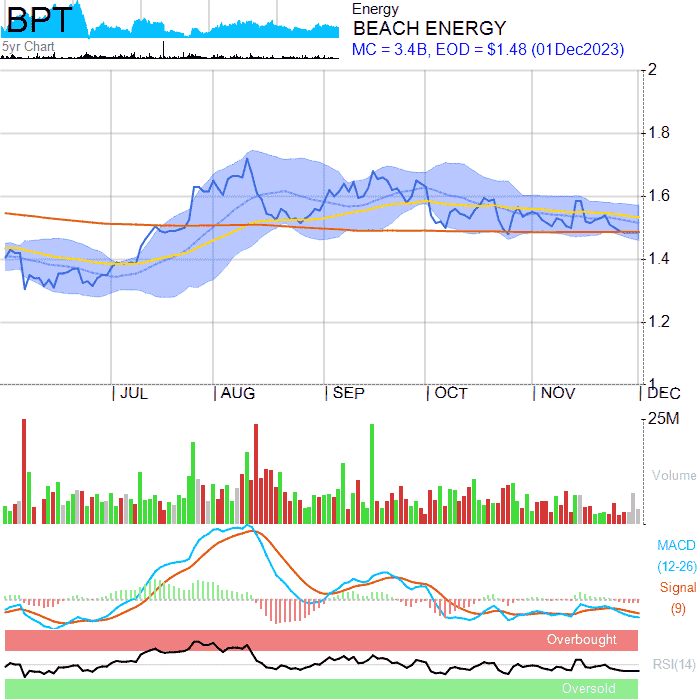 BPT
5yr Chart
Energy
BEACH ENERGY
MC = 3.4B, EOD = $1.48 (01Dec2023)
2
1.8
1.6
1.4
1.2
1
JUL AUG SEP OCT NOV DEC
25M
Volume
MACD
(12-26)
Signal
(9)
Overbought
RSI(14)
Oversold